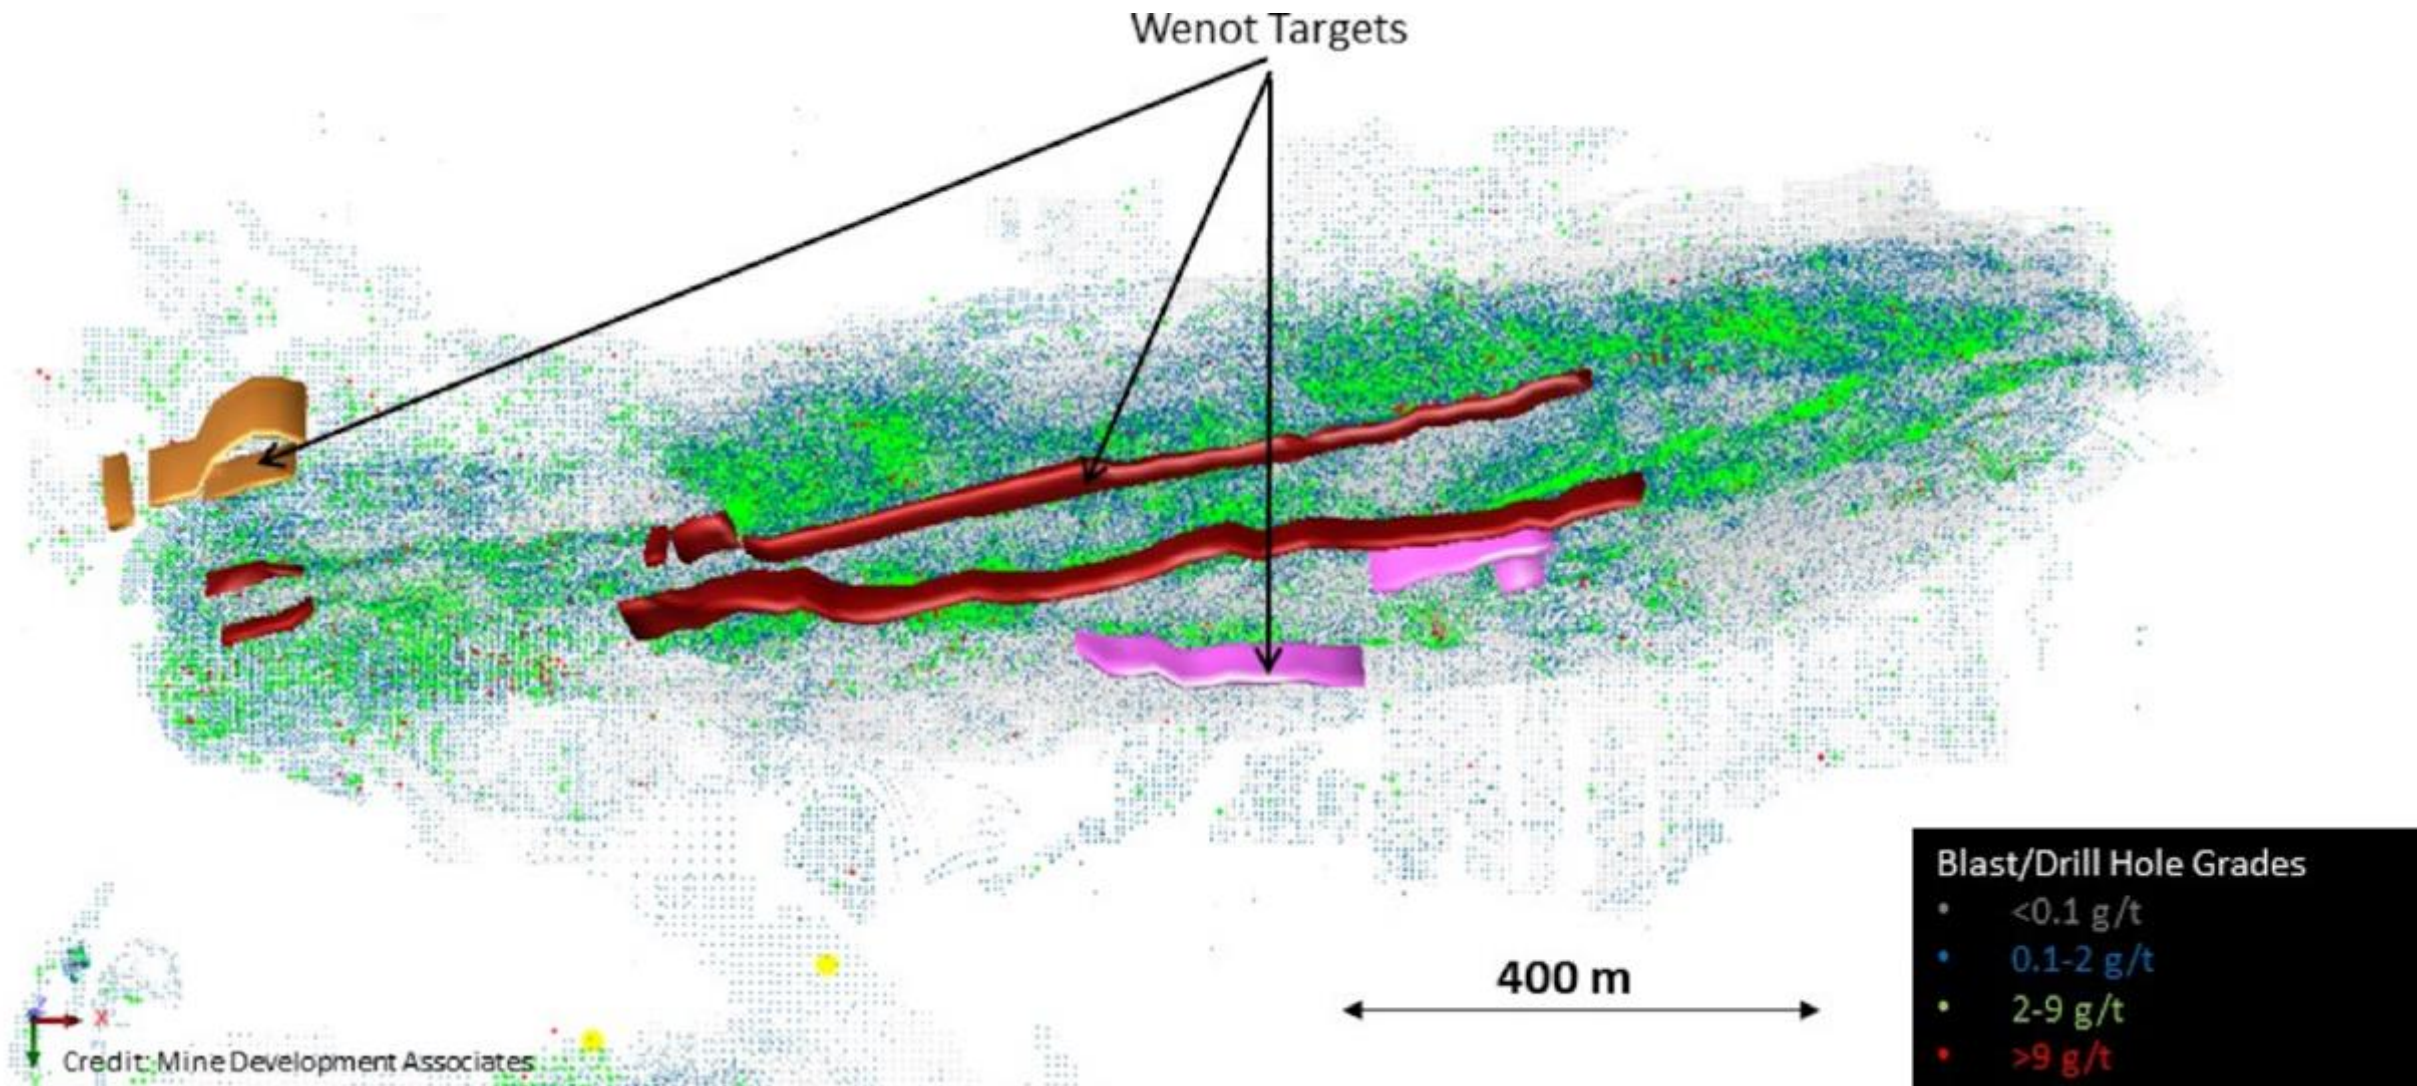 Wenot Targets
400 m
Blast/Drill Hole Grades
<0.1 g/t
0.1-2 g/t
2-9 g/t
>9 g/t
X
Credit: Mine Development Associates